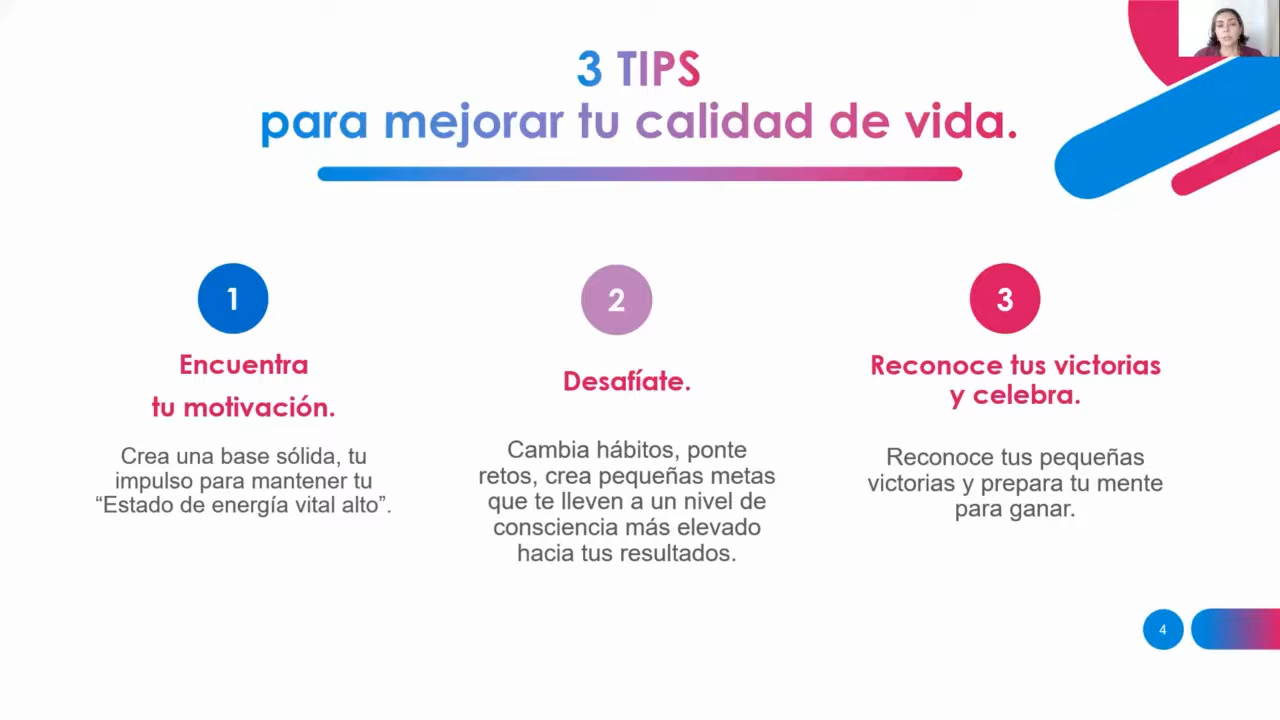 3 TIPS
para mejorar tu calidad de vida.
1
Encuentra
tu motivación.
Crea una base sólida, tu
impulso para mantener tu
“Estado de energía vital alto”.
2
Desafíate.
Cambia hábitos, ponte
retos, crea pequeñas metas
que te lleven a un nivel de
consciencia más elevado
hacia tus resultados.
3
Reconoce tus victorias
y celebra.
Reconoce tus pequeñas
victorias y prepara tu mente
para ganar.
4